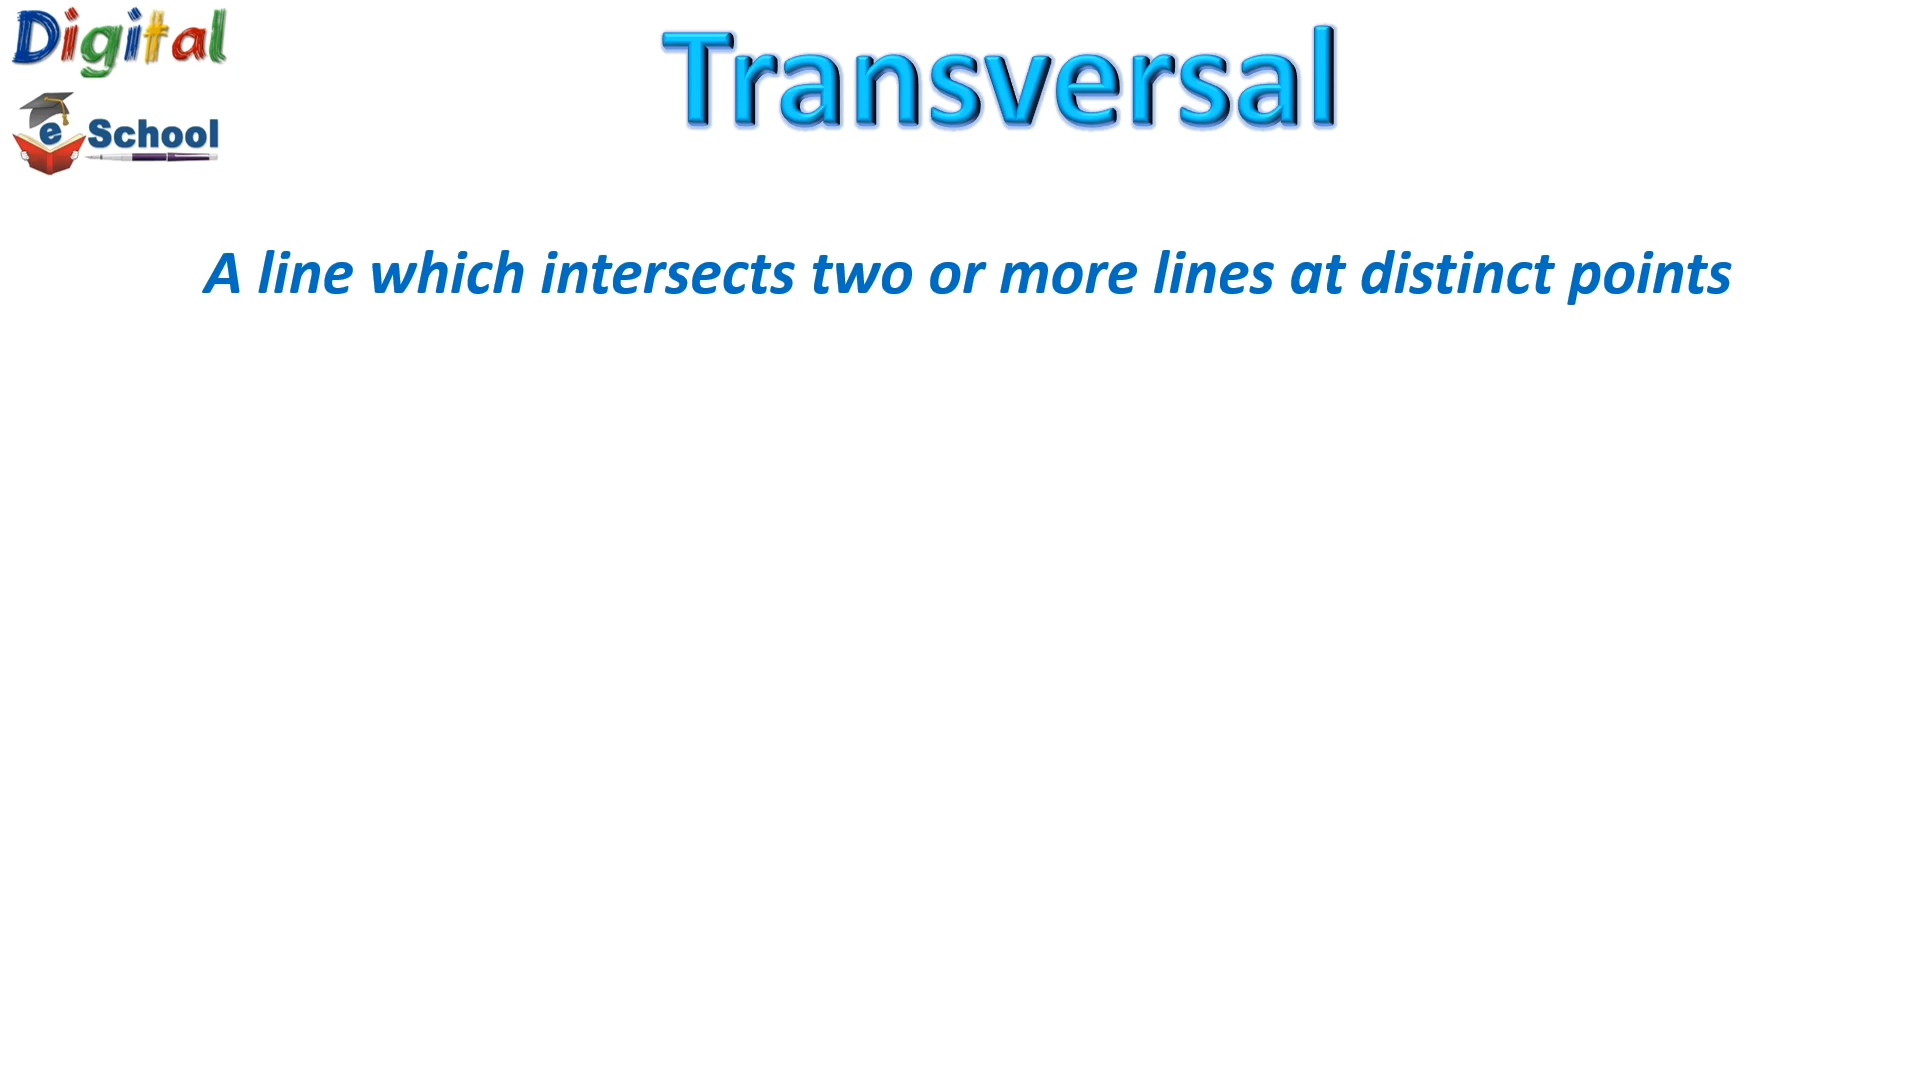 Digital
e School
Transversal
A line which intersects two or more lines at distinct points